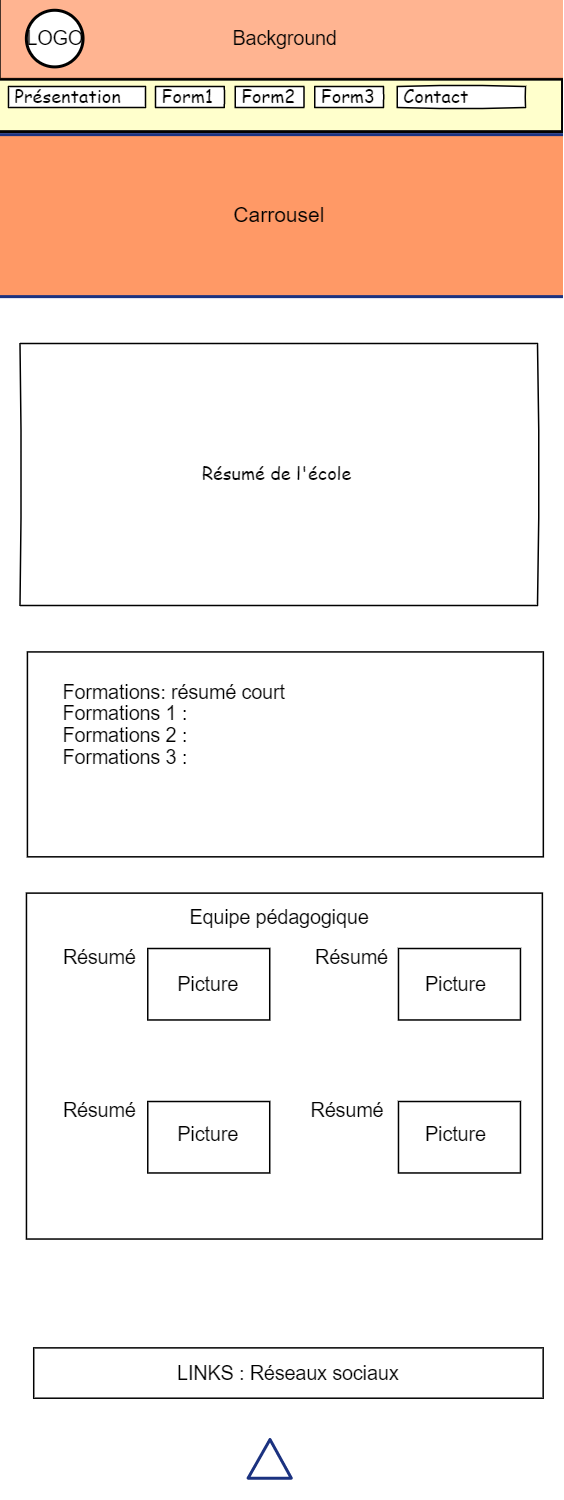 LOGO
Background
Présentation
Form1
Form2
Form3
Contact
Carrousel
Résumé de l'école
Formations: résumé court
Formations 1 :
Formations 2 :
Formations 3 :
Equipe pédagogique
Résumé
Picture
Résumé
Picture
Résumé
Picture
Résumé
Picture
LINKS : Réseaux sociaux